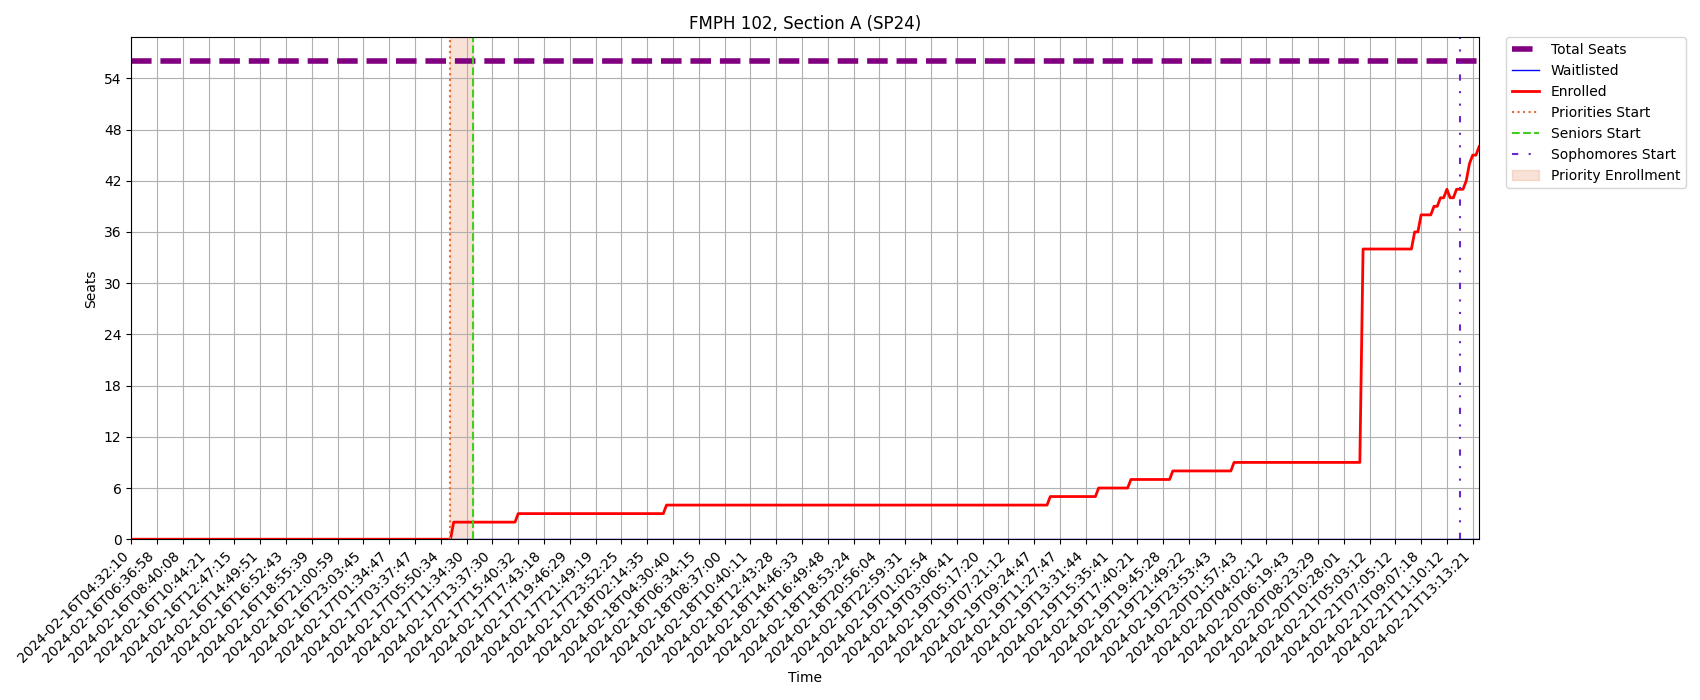 FMPH 102, Section A (SP24)
Total Seats
Waitlisted
Enrolled
Priorities Start
Seniors Start
Sophomores Start
Priority Enrollment
Seats
54
48
42
36
30
24
18
12
6
0
2024-02-16T04:32:10
2024-02-16T06:36:58
2024-02-16T08:40:08
2024-02-16T10:44:21
2024-02-16T12:47:15
2024-02-16T14:49:51
2024-02-16T16:52:43
2024-02-16T18:55:39
2024-02-16T21:00:59
2024-02-16T23:03:45
2024-02-17T01:34:47
2024-02-17T03:37:47
2024-02-17T05:50:34
2024-02-17T11:34:30
2024-02-17T13:37:30
2024-02-17T15:40:32
2024-02-17T17:43:18
2024-02-17T19:46:29
2024-02-17T21:49:19
2024-02-17T23:52:25
2024-02-18T02:14:35
2024-02-18T04:30:40
2024-02-18T06:34:15
2024-02-18T08:37:00
2024-02-18T10:40:11
2024-02-18T12:43:28
2024-02-18T14:46:33
2024-02-18T16:49:48
2024-02-18T18:53:24
2024-02-18T20:56:04
2024-02-18T22:59:31
2024-02-19T01:02:54
2024-02-19T03:06:41
2024-02-19T05:17:20
2024-02-19T07:21:12
2024-02-19T09:24:47
2024-02-19T11:27:47
2024-02-19T13:31:44
2024-02-19T15:35:41
2024-02-19T17:40:21
2024-02-19T19:45:28
2024-02-19T21:49:22
2024-02-19T23:53:43
2024-02-20T01:57:43
2024-02-20T04:02:12
2024-02-20T06:19:43
2024-02-20T08:23:29
2024-02-20T10:28:01
2024-02-21T05:03:12
2024-02-21T07:05:12
2024-02-21T09:07:18
2024-02-21T11:10:12
2024-02-21T13:13:21
Time